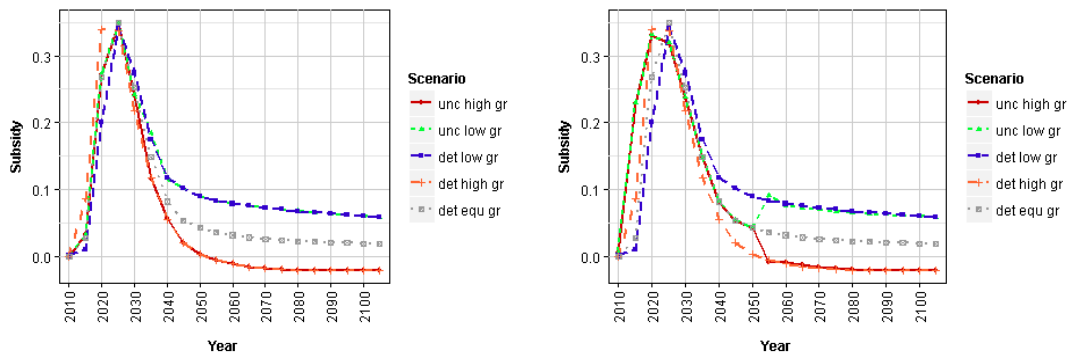 Subsidy
0.3
0.2
0.1
0.0
2010 2020 2030 2040 2050 2060 2070 2080 2090 2100
Year
Scenario
unc high gr
unc low gr
det low gr
det high gr
det equ gr
Subsidy
0.3
0.2
0.1
0.0
2010 2020 2030 2040 2050 2060 2070 2080 2090 2100
Year
Scenario
unc high gr
unc low gr
det low gr
det high gr
det equ gr